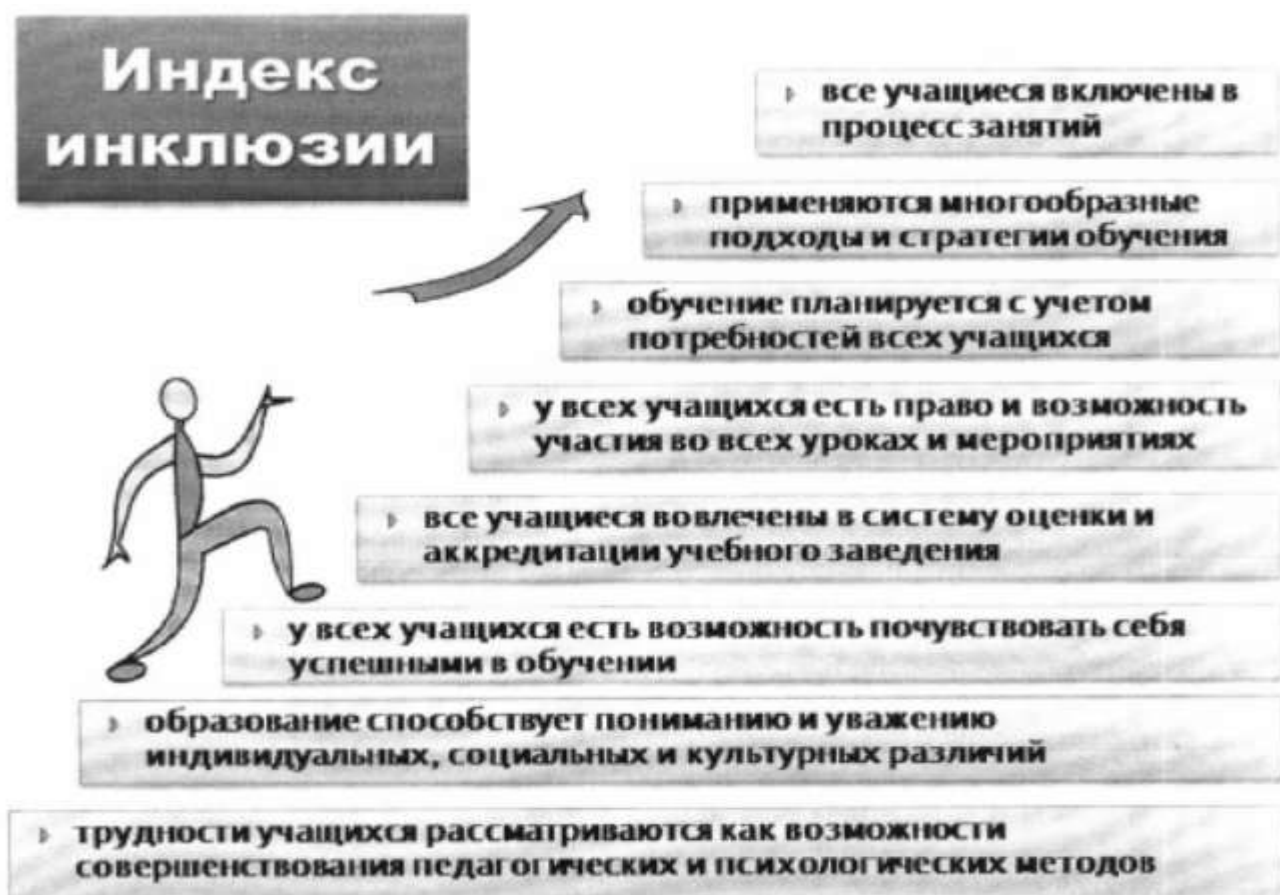 Индекс
инклюзии
все учащиеся включены в
процесс занятий
применяются многообразные
подходы и стратегии обучения
обучение планируется с учетом
потребностей всех учащихся
у всех учащихся есть право и возможность
участия во всех уроках и мероприятиях
все учащиеся вовлечены в систему оценки и
аккредитации учебного заведения
у всех учащихся есть возможность почувствовать себя
успешными в обучении
образование способствует пониманию и уважению
индивидуальных, социальных и культурных различий
трудности учащихся рассматриваются как возможности
совершенствования педагогических и психологических методов